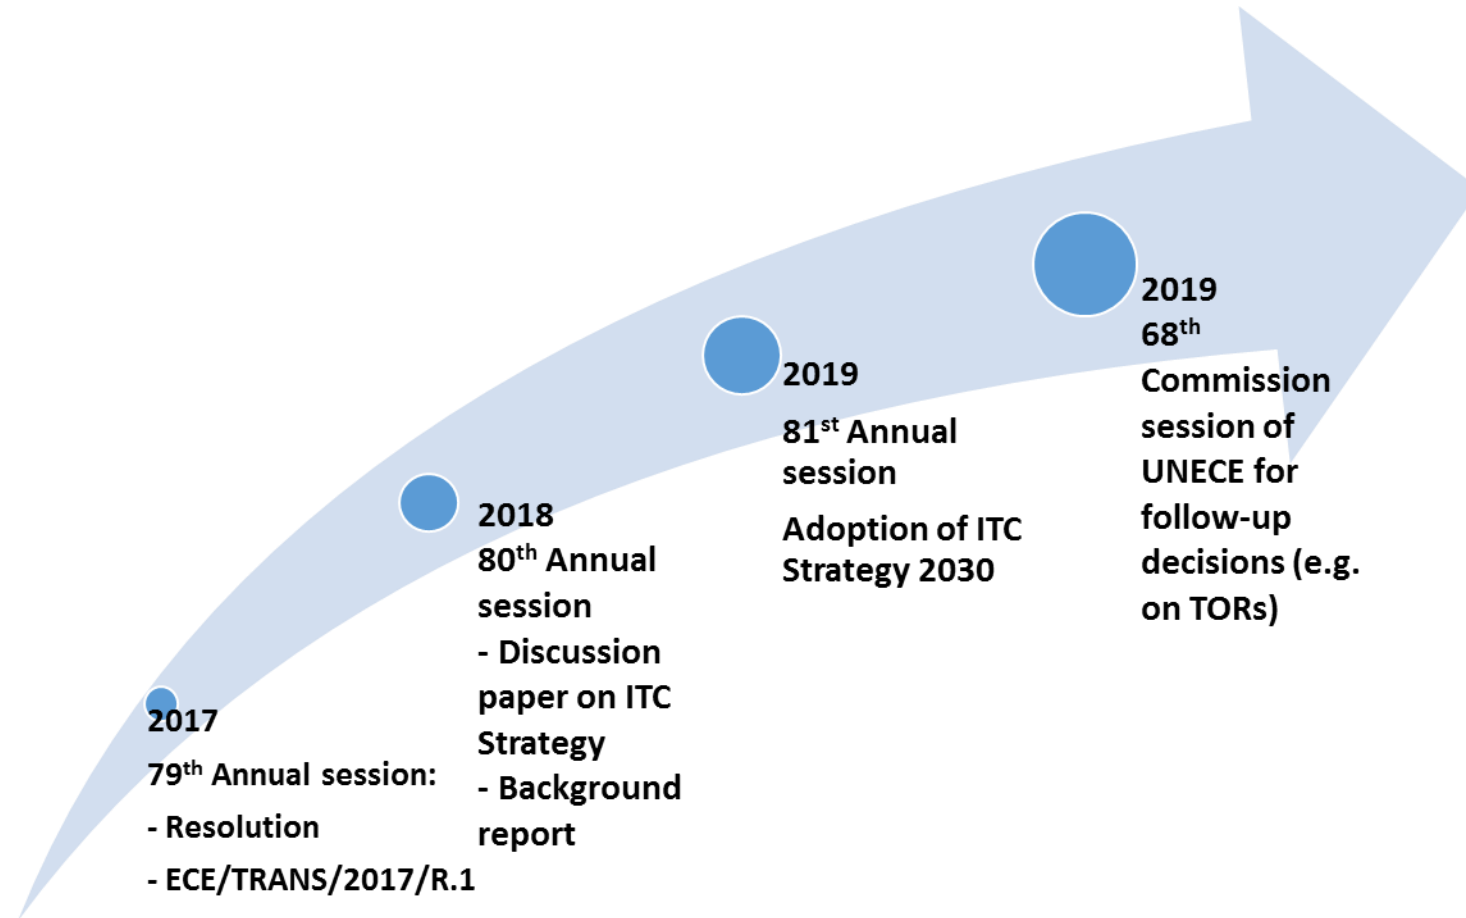 2017
79th Annual session:
- Resolution
- ECE/TRANS/2017/R.1
2018
80th Annual
session
- Discussion
paper on ITC
Strategy
- Background
report
2019
81st Annual
session
Adoption of ITC
Strategy 2030
2019
68th
Commission
session of
UNECE for
follow-up
decisions (e.g.
on TORs)